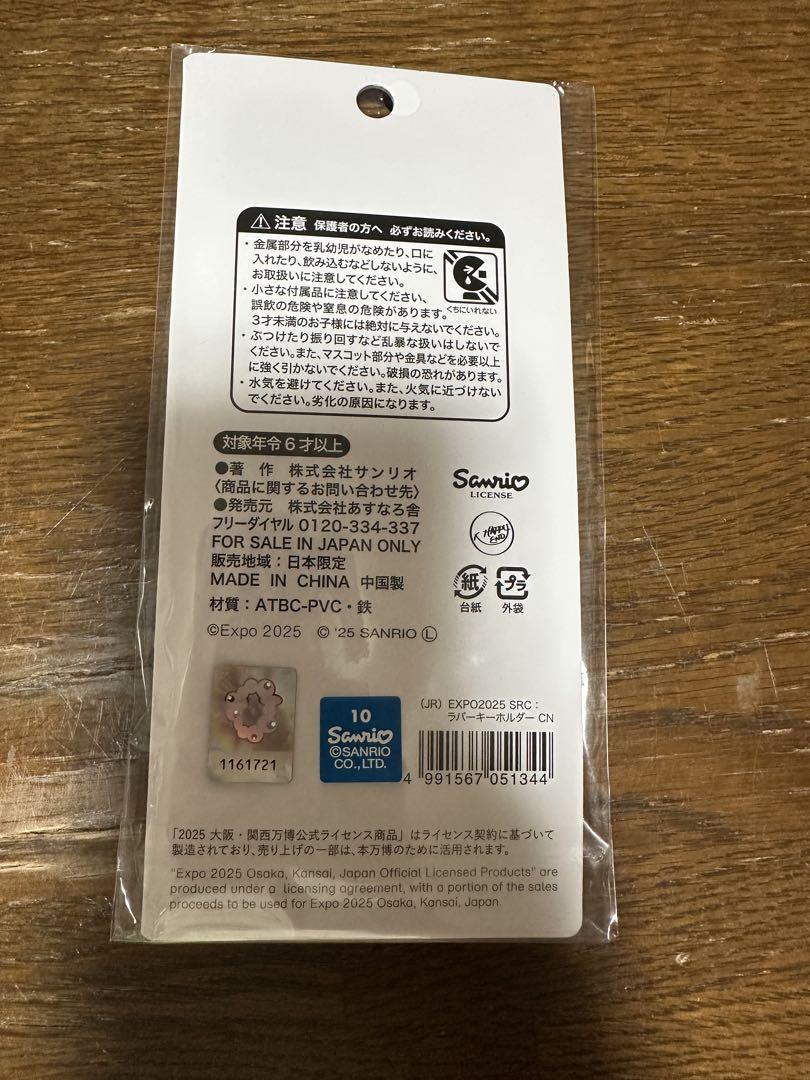 ⚠注意 保護者の方へ 必ずお読みください。
・金属部分を乳幼児がなめたり、口に
入れたり、飲み込むなどしないように、
お取扱いに注意してください。
・小さな付属品に注意してください、
誤飲の危険や窒息の危険があります。
3才未満のお子様には絶対に与えないでください。
・ぶつけたり振り回すなど乱暴な扱いはしないで
ください。また、マスコット部分や金具などを必要以上
に強く引かないでください。破損の恐れがあります。
・水気を避けてください。また、火気に近づけない
でください。劣化の原因になります。
くちにいれない
対象年令6才以上
●著 作 株式会社サンリオ
〈商品に関するお問い合わせ先〉
●発売元 株式会社あすなろ舎
フリーダイヤル 0120-334-337
FOR SALE IN JAPAN ONLY
販売地域：日本限定
MADE IN CHINA 中国製
材質：ATBC-PVC・鉄
©Expo 2025 © '25 SANRIO Ⓛ
Sanrio
LICENSE
HAPPY
END
紙
台紙
プラ
外袋
1161721
10
Sanrio
©SANRIO
CO.,LTD.
（JR）EXPO2025 SRC：
ラバーキーホルダー CN
4 991567 051344
「2025 大阪・関西万博公式ライセンス商品」はライセンス契約に基づいて
製造されており、売り上げの一部は、本万博のために活用されます。
"Expo 2025 Osaka, Kansai, Japan Official Licensed Products" are
produced under a licensing agreement, with a portion of the sales
proceeds to be used for Expo 2025 Osaka, Kansai, Japan.